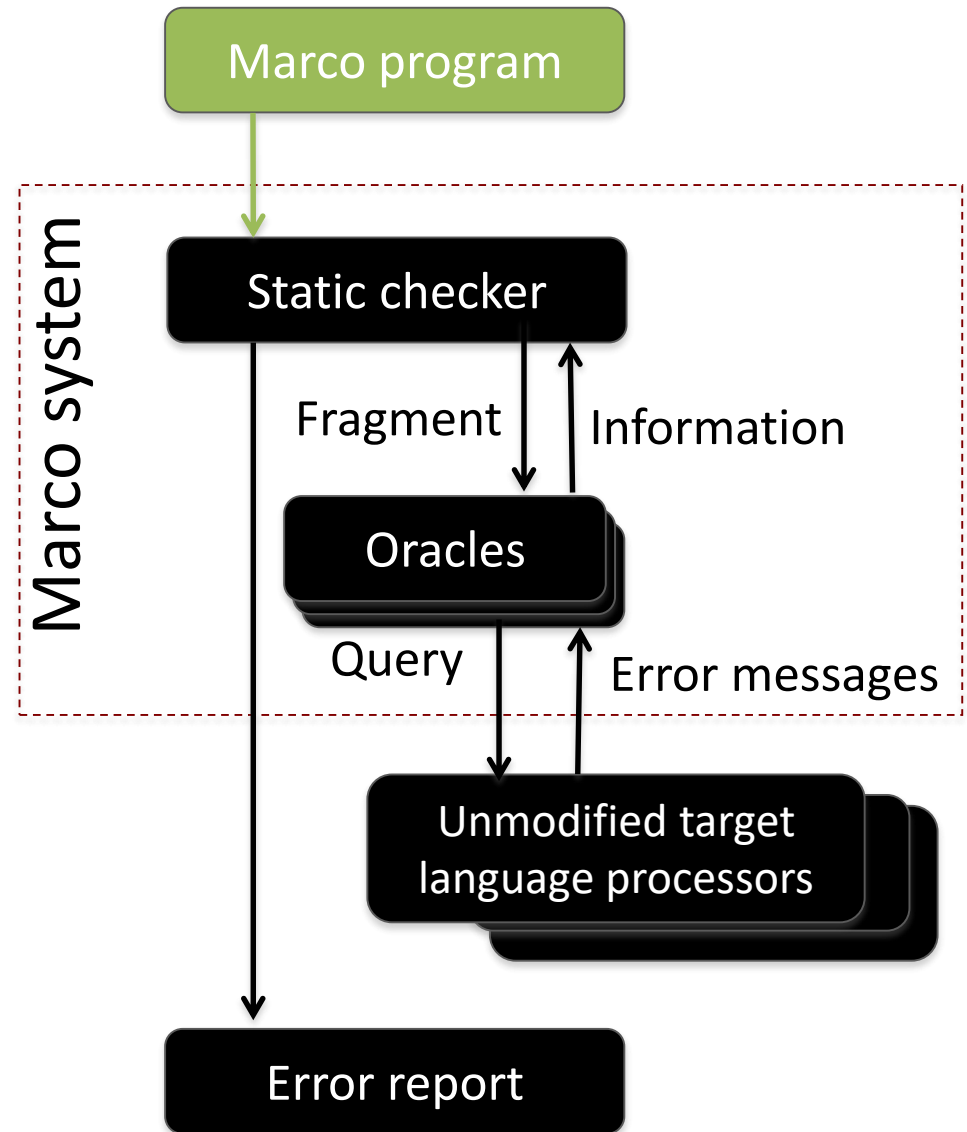 Marco program
Marco system
Static checker
Fragment
Information
Oracles
Query
Error messages
Unmodified target
language processors
Error report